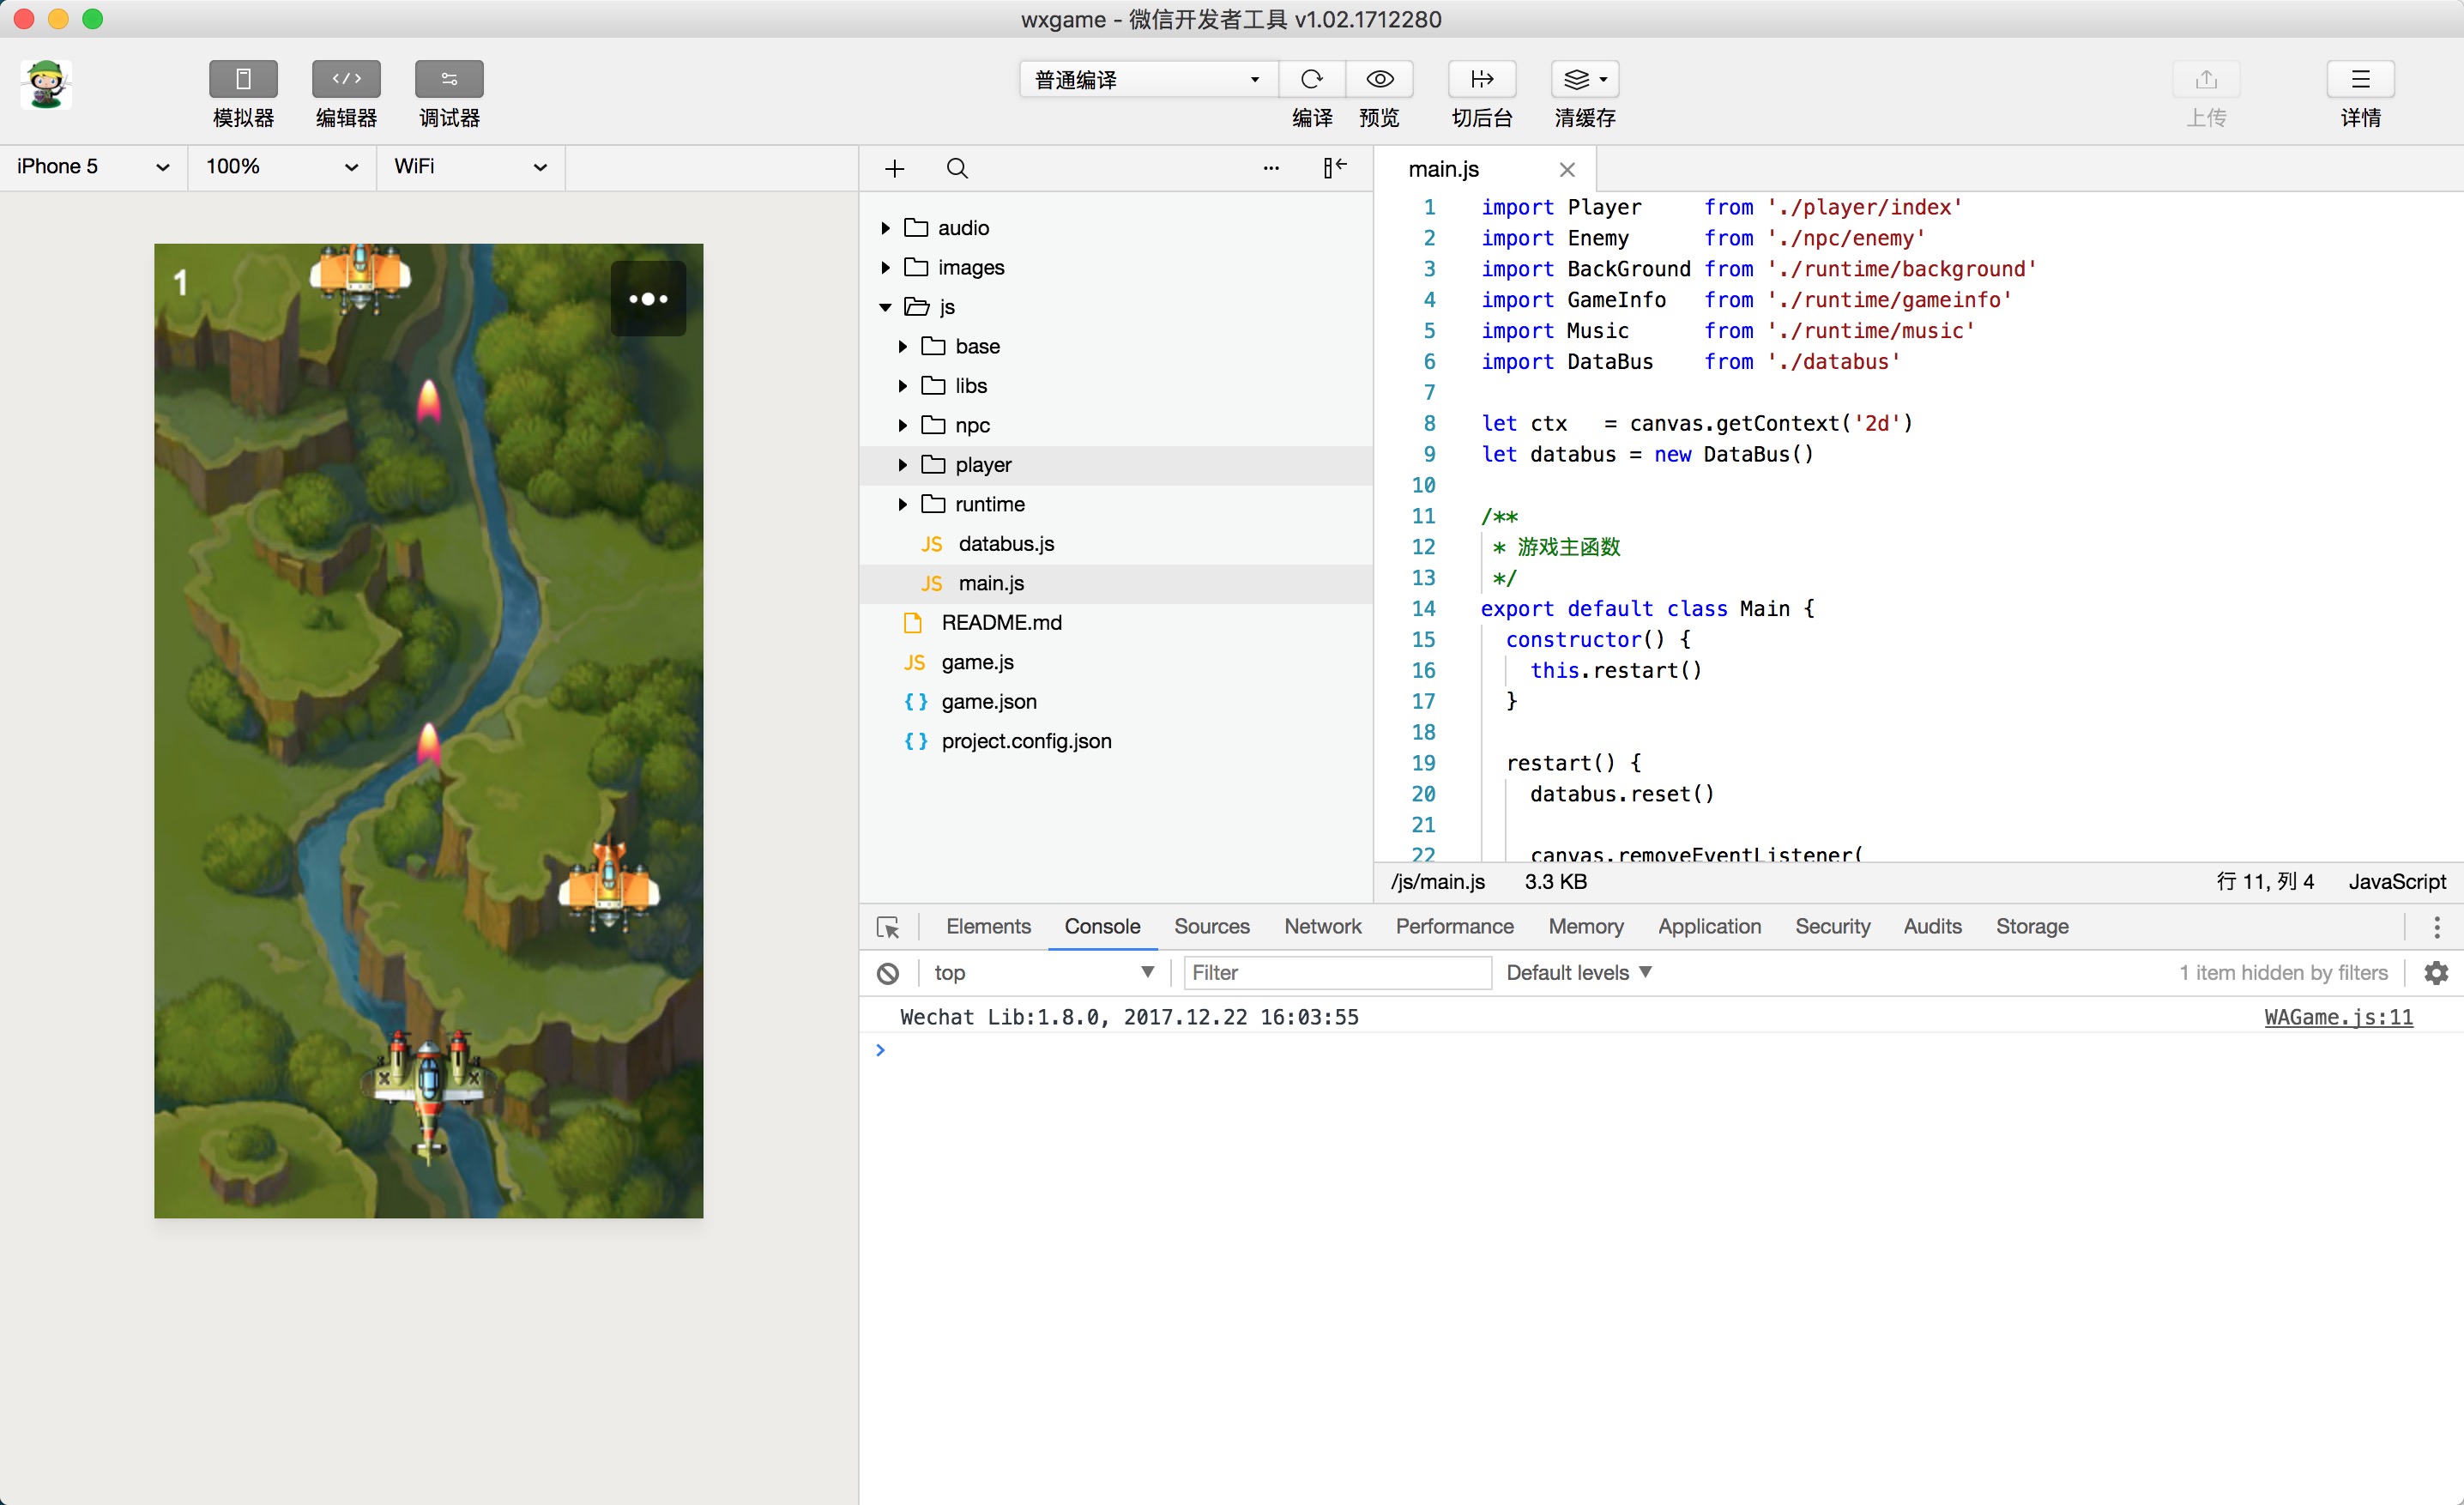 wxgame - 微信开发者工具 v1.02.1712280
模拟器 编辑器 调试器
普通编译
编译 预览 切后台 清缓存 上传 详情
iPhone 5 100% WiFi
1
audio
images
js
base
libs
npc
player
runtime
JS databus.js
JS main.js
README.md
JS game.js
{ } game.json
{ } project.config.json
main.js
1 import Player     from './player/index'
2 import Enemy      from './npc/enemy'
3 import BackGround from './runtime/background'
4 import GameInfo   from './runtime/gameinfo'
5 import Music      from './runtime/music'
6 import DataBus    from './databus'
7
8 let ctx   = canvas.getContext('2d')
9 let databus = new DataBus()
10
11 /**
12  * 游戏主函数
13  */
14 export default class Main {
15   constructor() {
16     this.restart()
17   }
18
19   restart() {
20     databus.reset()
21
22     canvas.removeEventListener(
/js/main.js 3.3 KB 行 11, 列 4 JavaScript
Elements Console Sources Network Performance Memory Application Security Audits Storage
top Filter Default levels 1 item hidden by filters
Wechat Lib:1.8.0, 2017.12.22 16:03:55 WAGame.js:11